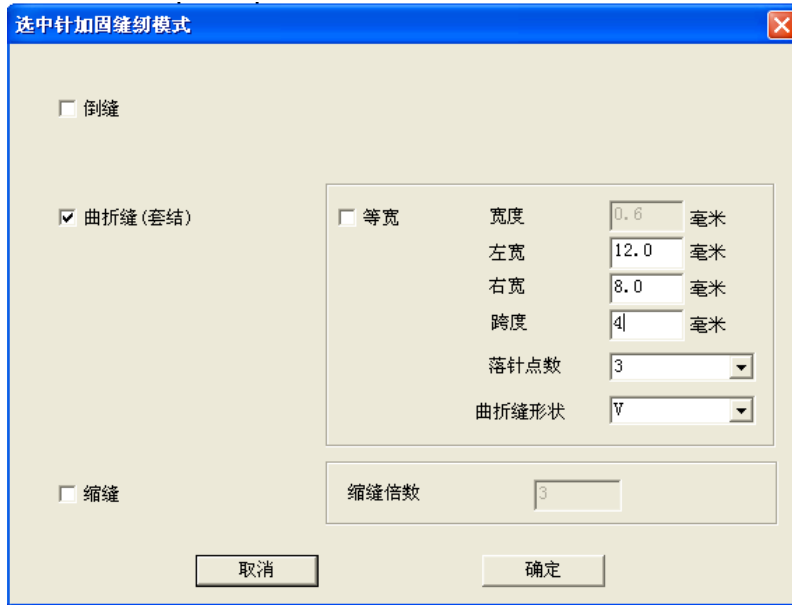 选中针加固缝纫模式
倒缝
曲折缝(套结)
等宽
宽度 0.6 毫米
左宽 12.0 毫米
右宽 8.0 毫米
跨度 4 毫米
落针点数 3
曲折缝形状 V
缩缝
缩缝倍数 3
取消 确定